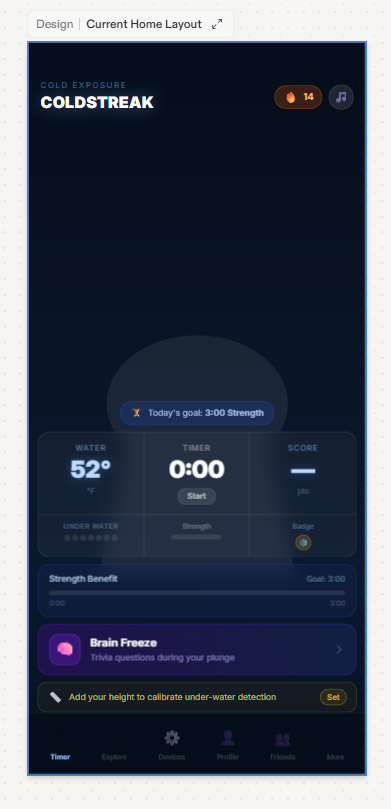 Design | Current Home Layout
COLD EXPOSURE
COLDSTREAK
14
Today's goal: 3:00 Strength
WATER
TIMER
SCORE
52°
0:00
—
°F
Start
pts
UNDER WATER
Strength
Badge
Strength Benefit
Goal: 3:00
0:00
3:00
Brain Freeze
Trivia questions during your plunge
Add your height to calibrate under-water detection
Set
Timer
Explore
Devices
Profile
Friends
More